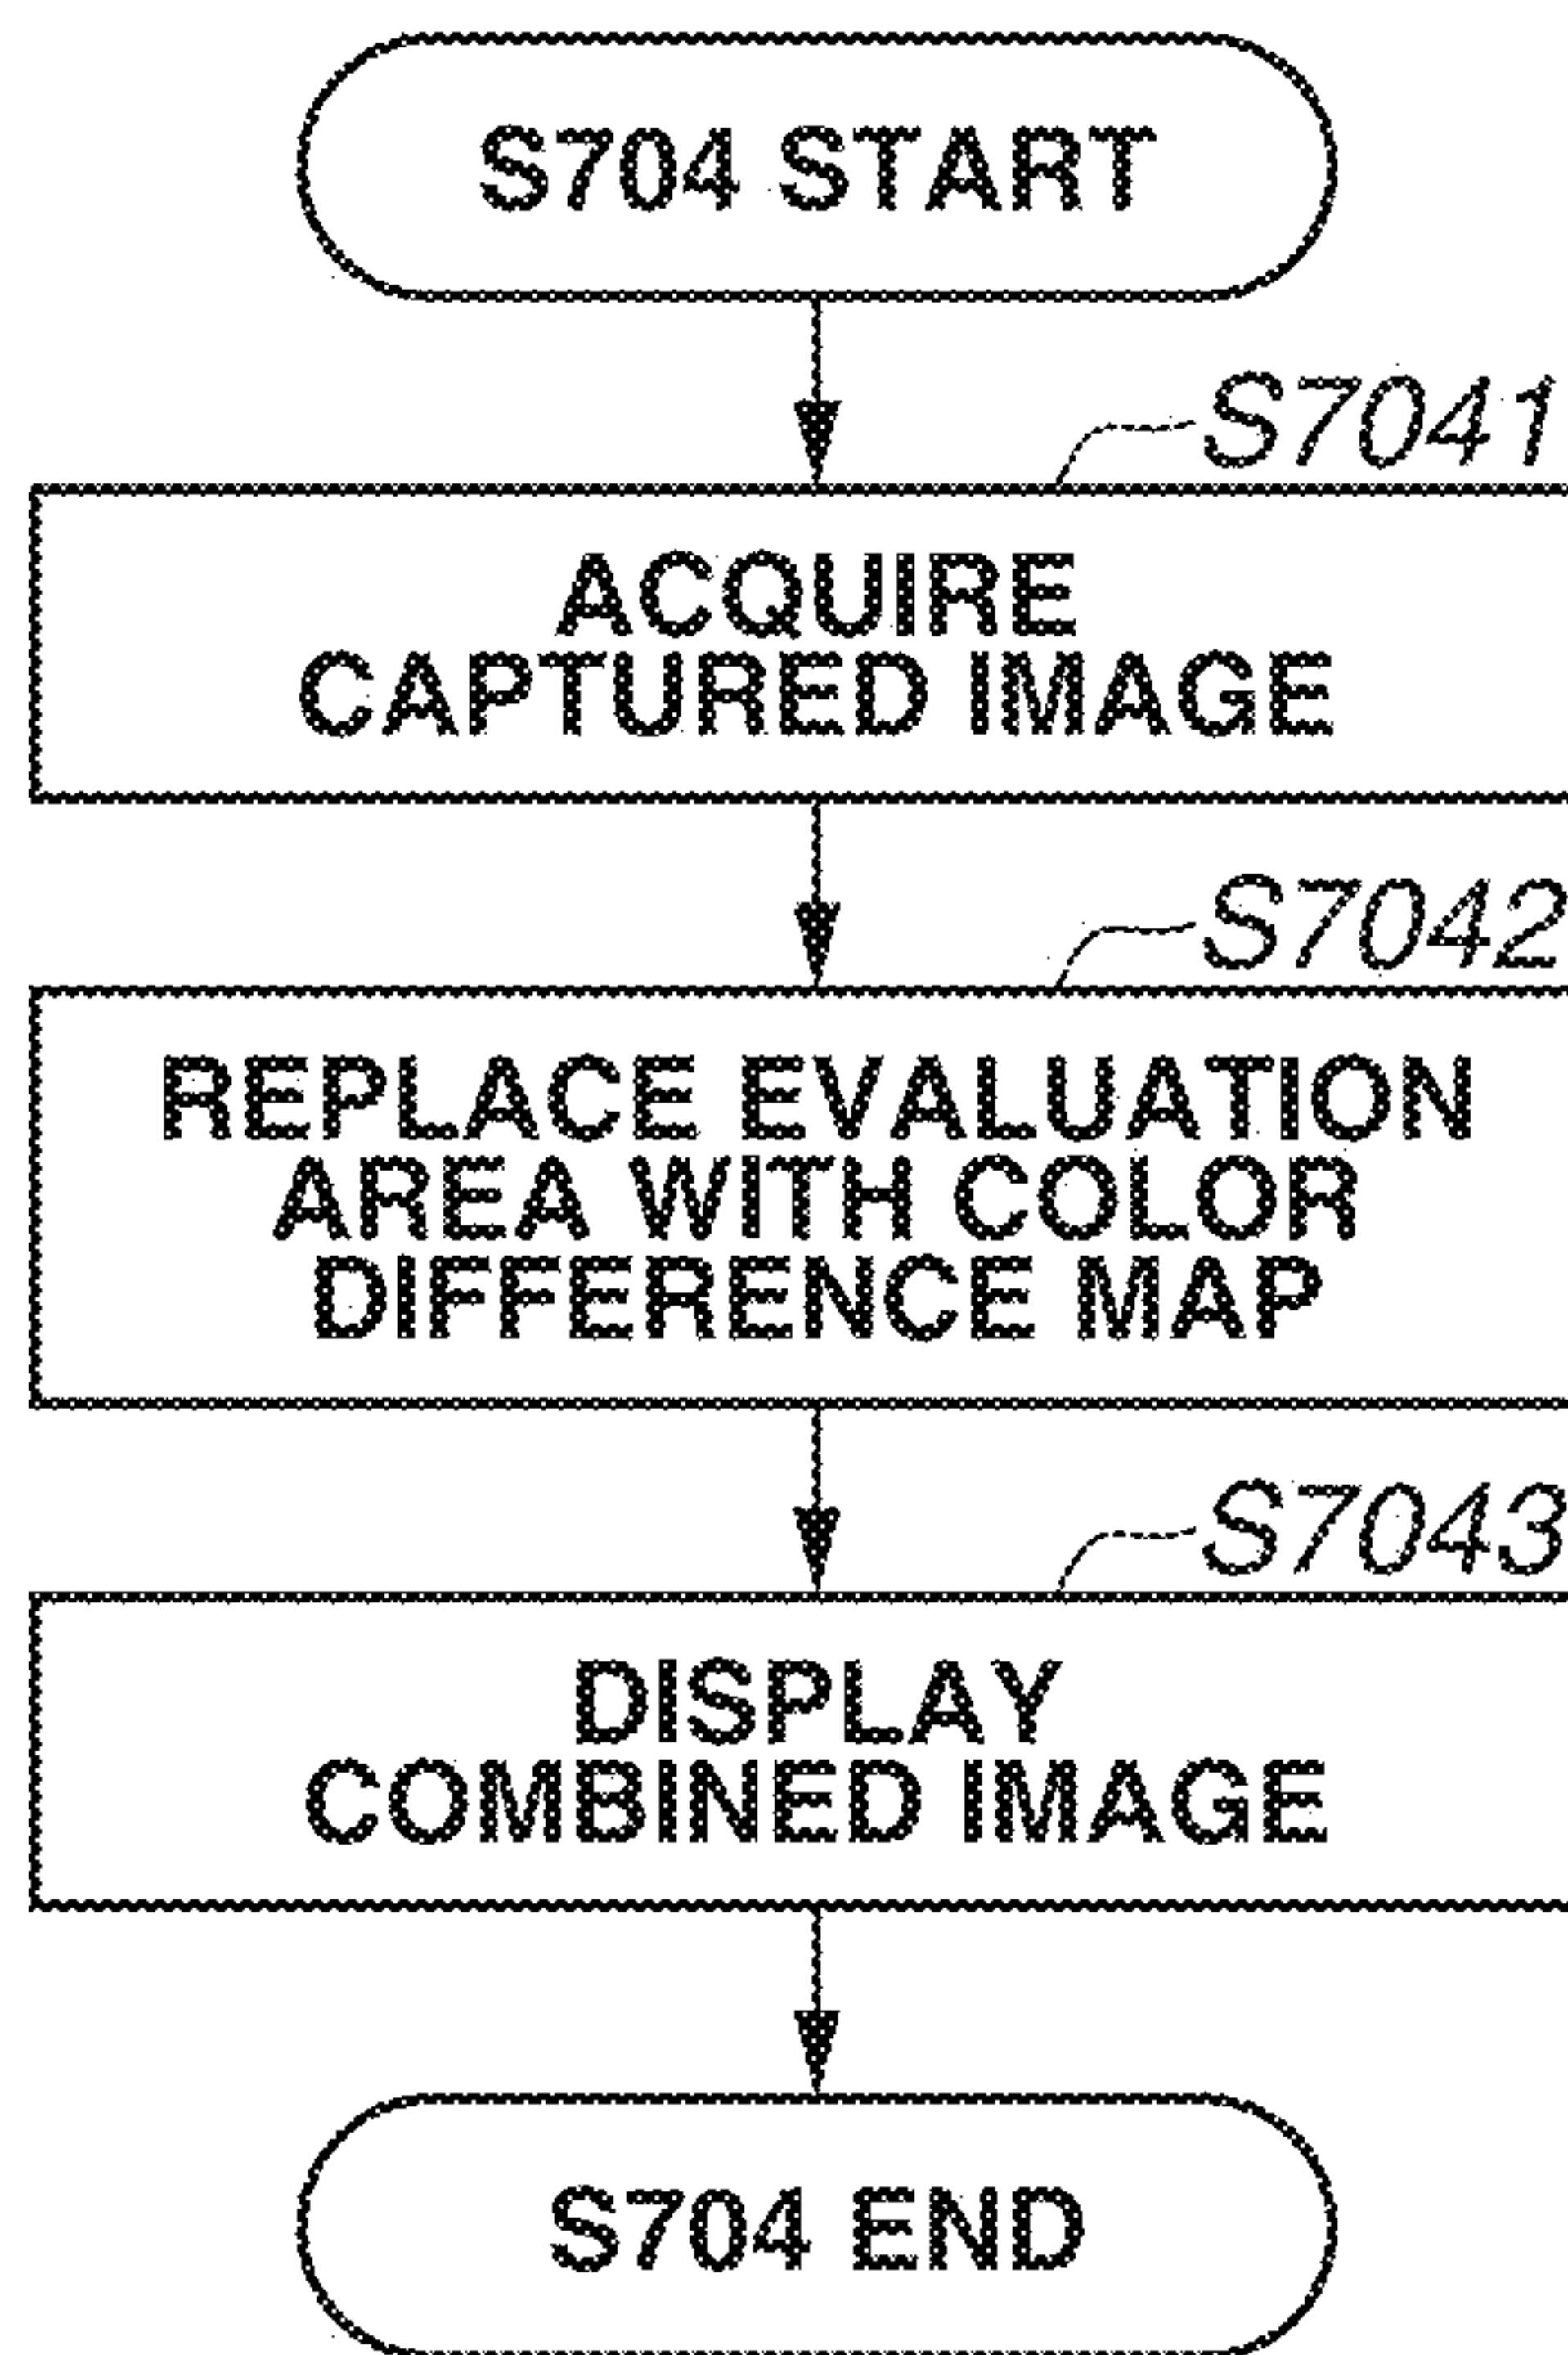 S704 START
S7041
ACQUIRE
CAPTURED IMAGE
S7042
REPLACE EVALUATION
AREA WITH COLOR
DIFFERENCE MAP
S7043
DISPLAY
COMBINED IMAGE
S704 END